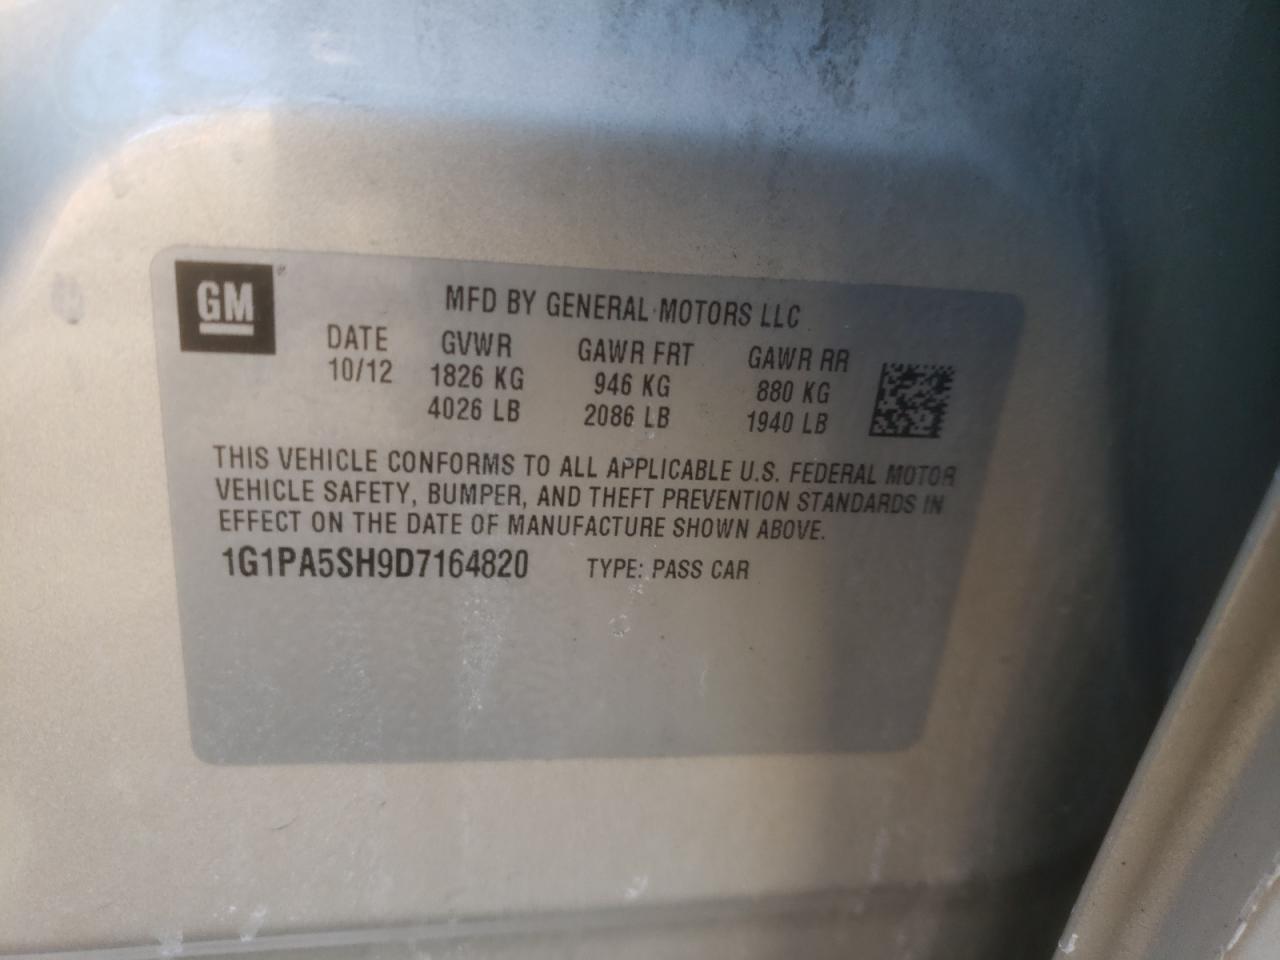 GM
MFD BY GENERAL MOTORS LLC
DATE GVWR GAWR FRT GAWR RR
10/12 1826 KG 946 KG 880 KG
4026 LB 2086 LB 1940 LB
THIS VEHICLE CONFORMS TO ALL APPLICABLE U.S. FEDERAL MOTOR
VEHICLE SAFETY, BUMPER, AND THEFT PREVENTION STANDARDS IN
EFFECT ON THE DATE OF MANUFACTURE SHOWN ABOVE.
1G1PA5SH9D7164820 TYPE: PASS CAR